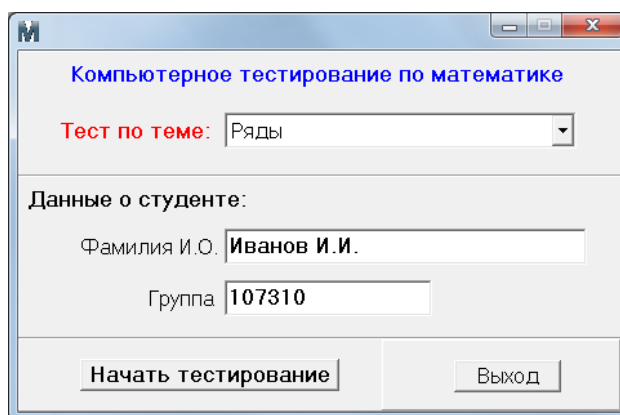 M
Компьютерное тестирование по математике
Тест по теме: Ряды
Данные о студенте:
Фамилия И.О. Иванов И.И.
Группа 107310
Начать тестирование Выход